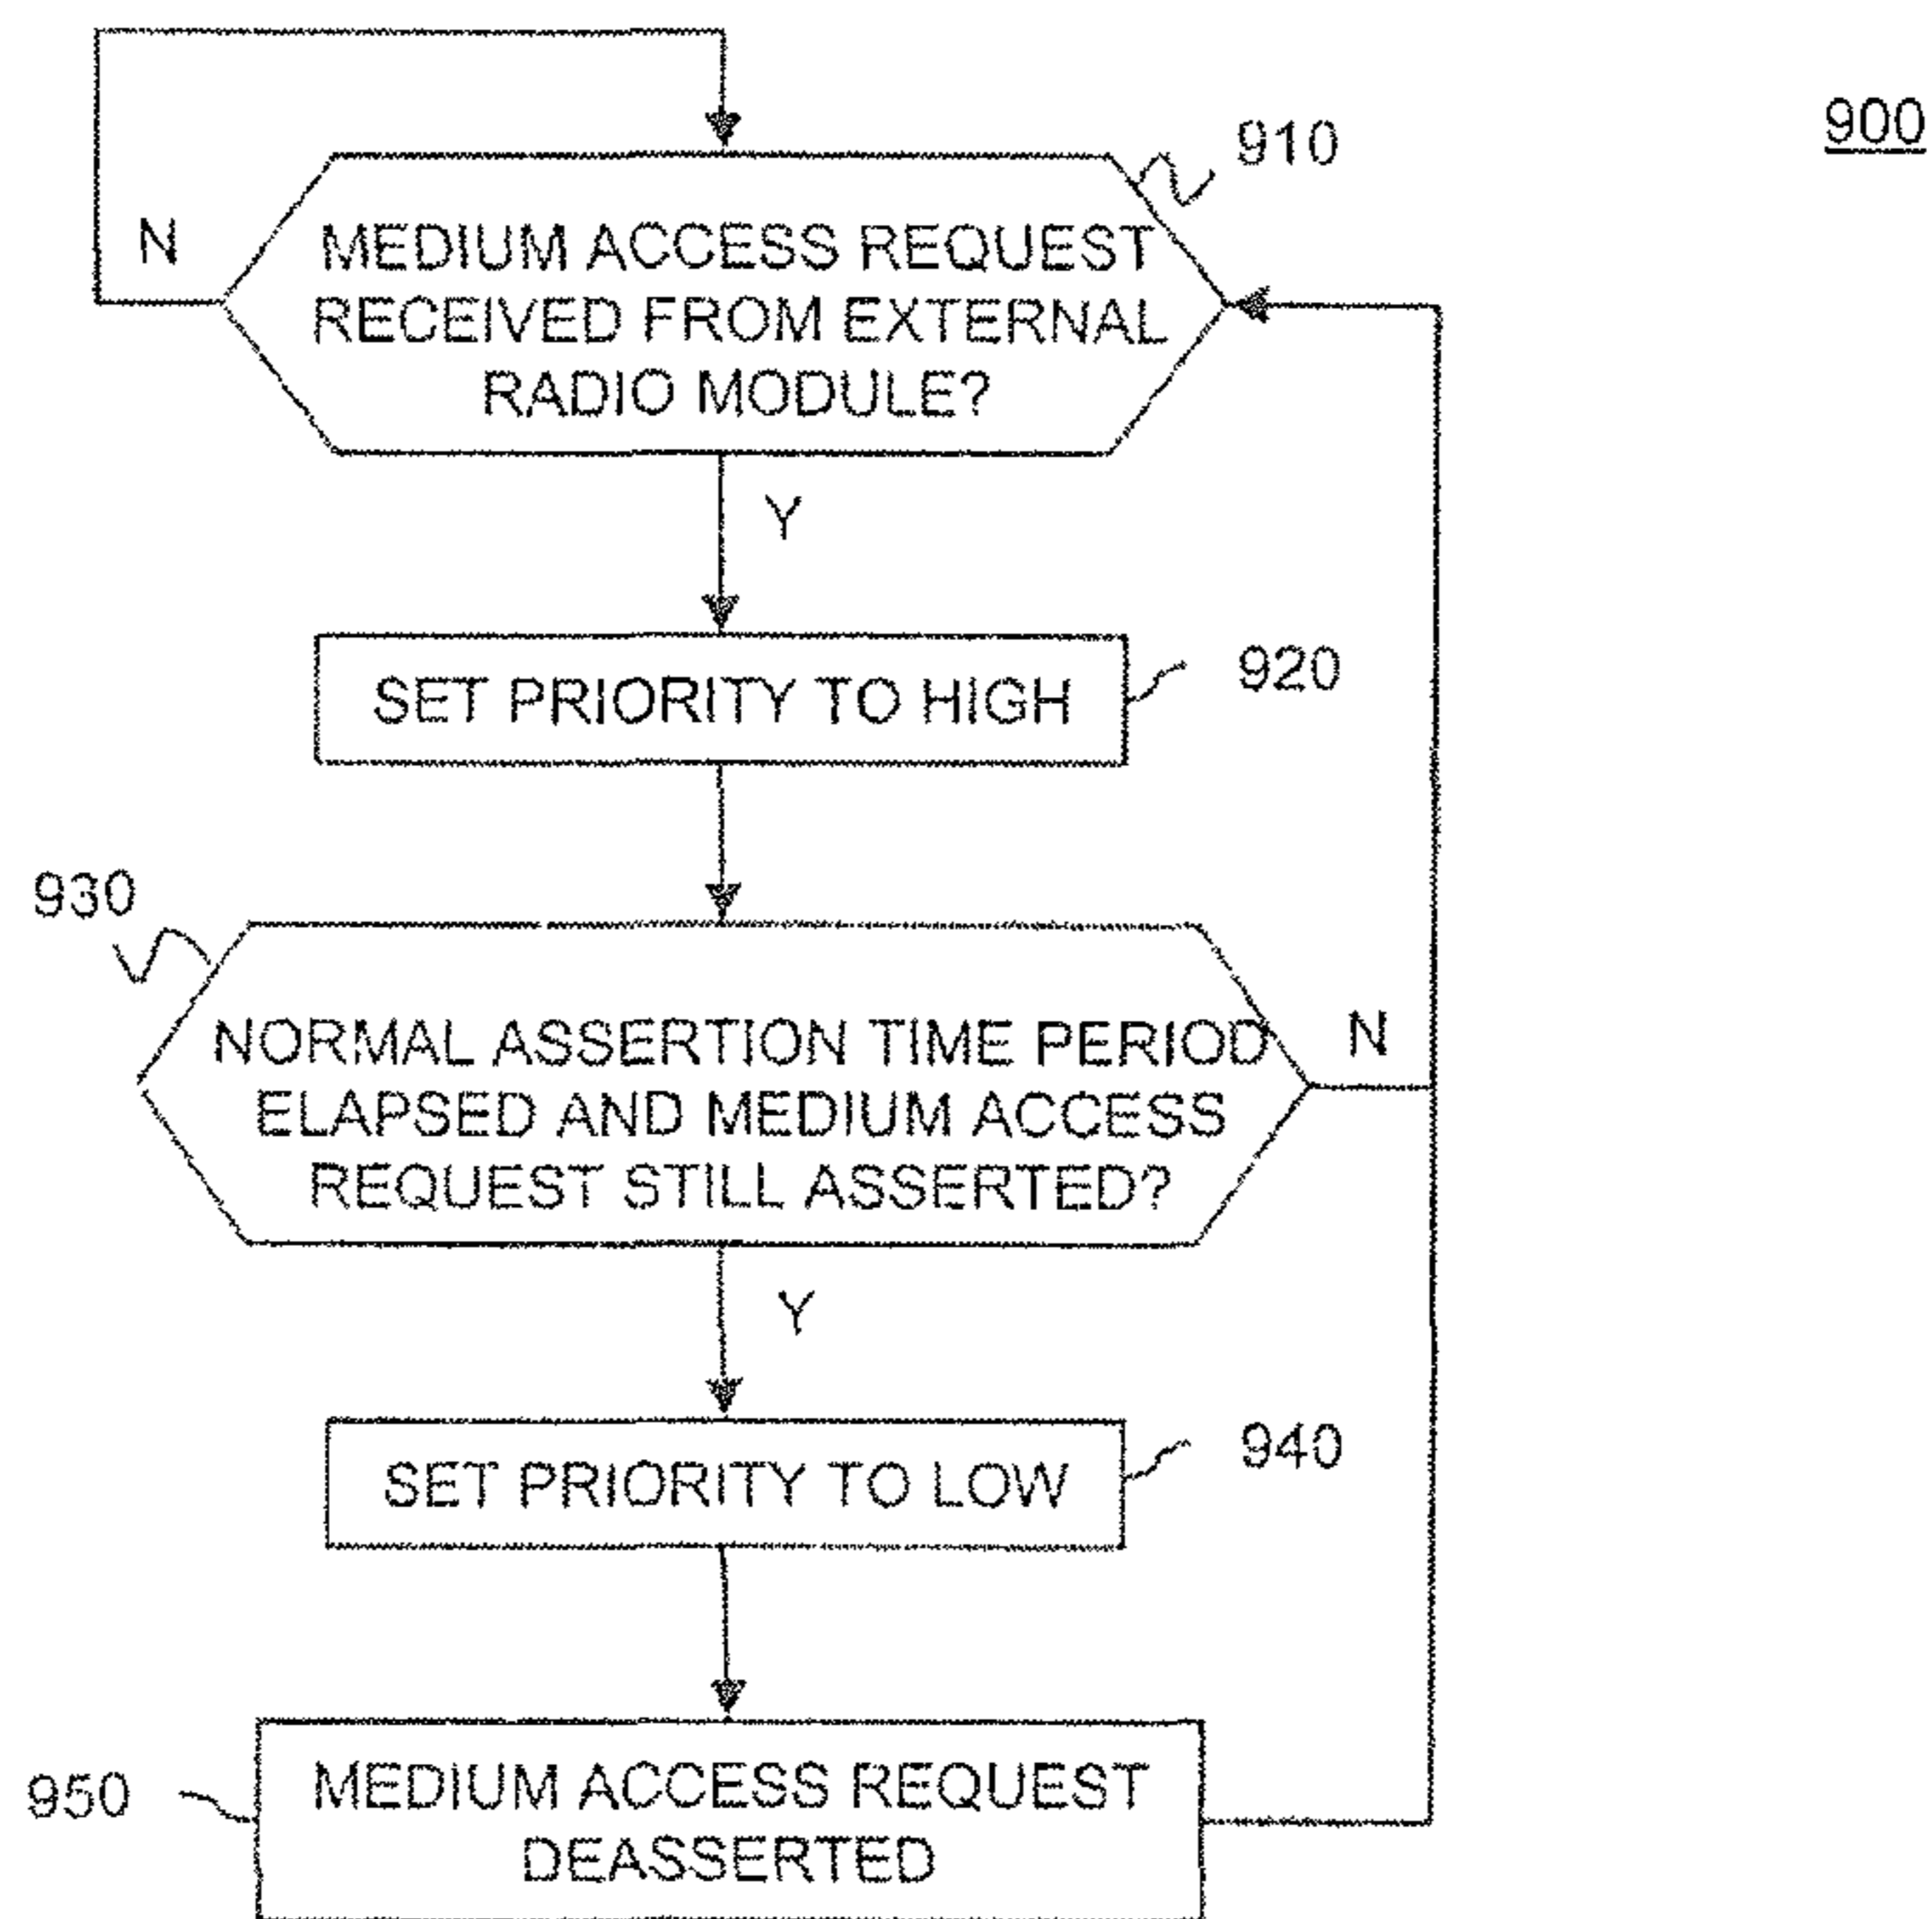 900
910
N
MEDIUM ACCESS REQUEST
RECEIVED FROM EXTERNAL
RADIO MODULE?
Y
SET PRIORITY TO HIGH
920
930
NORMAL ASSERTION TIME PERIOD
ELAPSED AND MEDIUM ACCESS
REQUEST STILL ASSERTED?
N
Y
SET PRIORITY TO LOW
940
950
MEDIUM ACCESS REQUEST
DEASSERTED